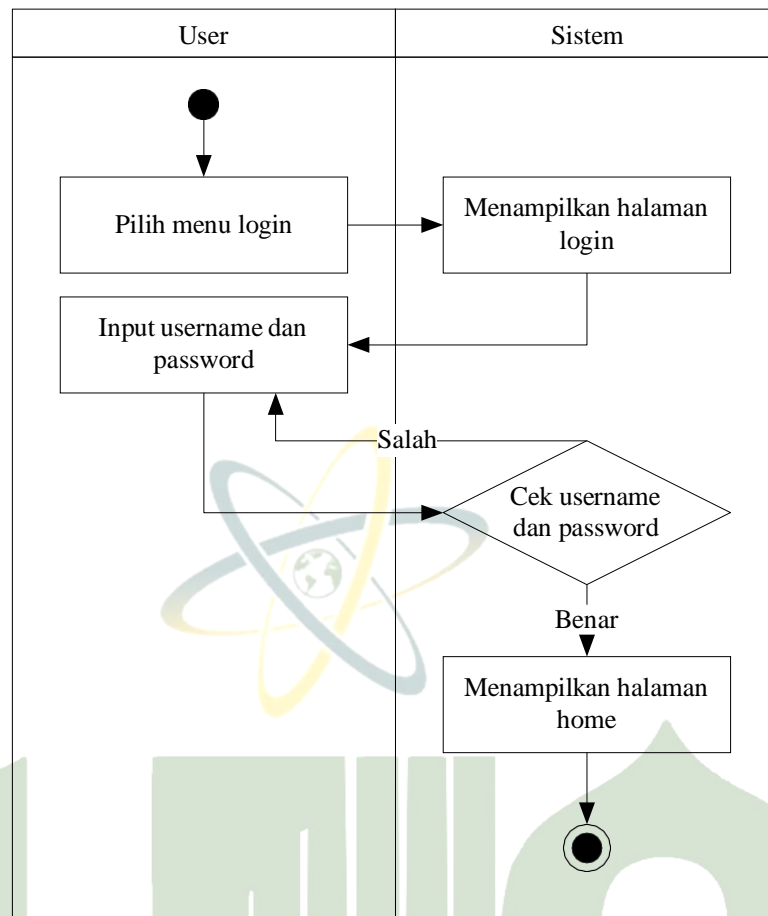 User
Sistem
Pilih menu login
Menampilkan halaman
login
Input username dan
password
Salah
Cek username
dan password
Benar
Menampilkan halaman
home